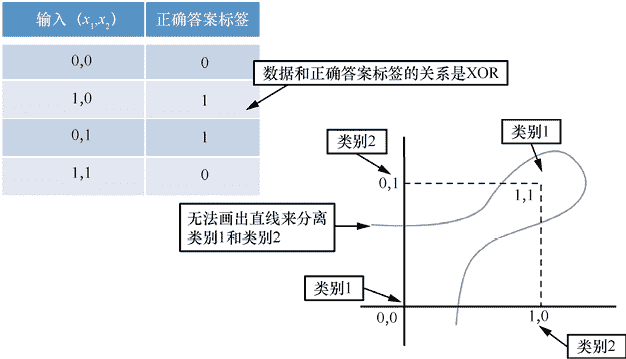 输入（x1,x2） 正确答案标签
0,0 0
1,0 1
0,1 1
1,1 0
数据和正确答案标签的关系是XOR
类别2
类别1
0,1
1,1
无法画出直线来分离
类别1和类别2
类别1
0,0
1,0
类别2